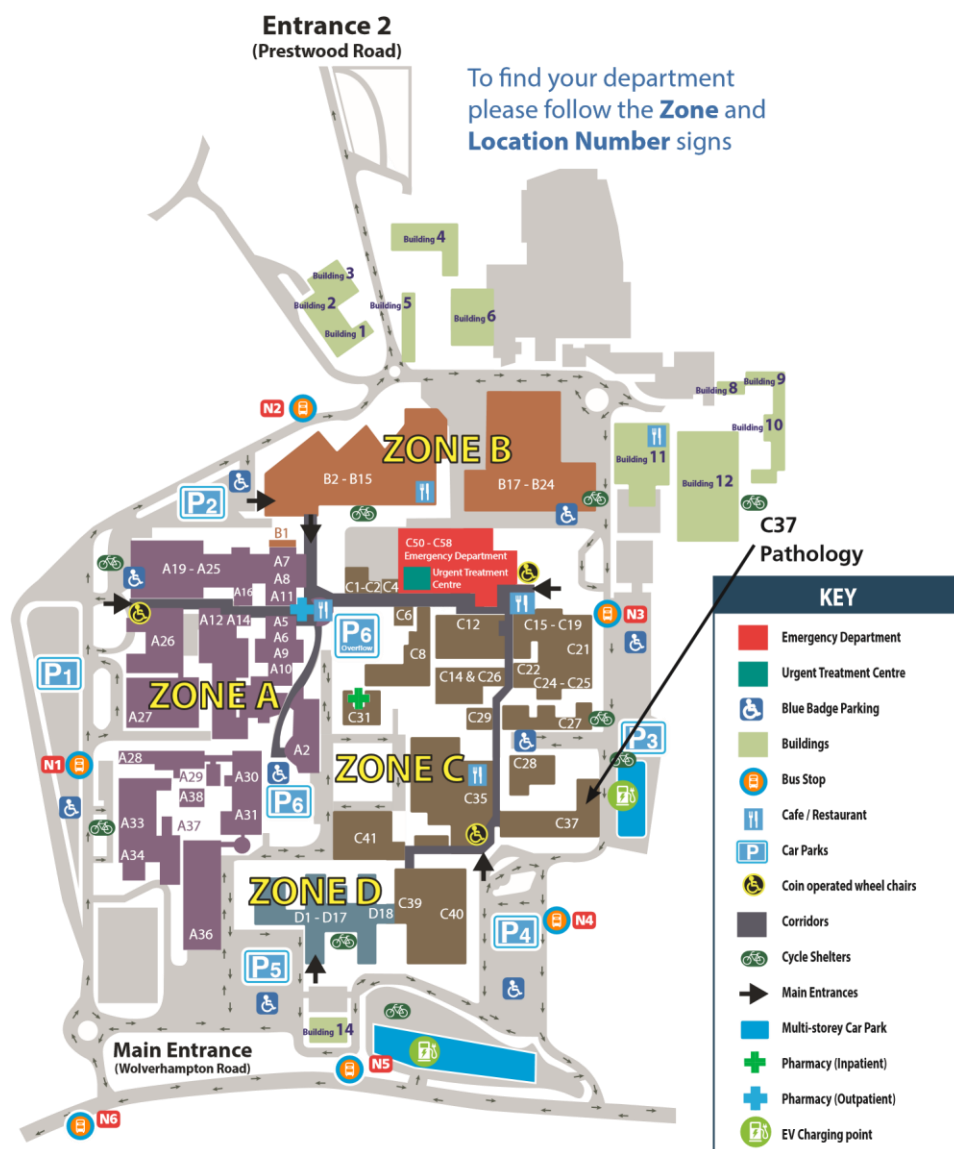 Entrance 2
(Prestwood Road)
To find your department
please follow the Zone and
Location Number signs
Building 4
Building 3
Building 2
Building 5
Building 6
Building 1
Building 8
Building 9
Building 10
N2
ZONE B
Building 11
B2 - B15
B17 - B24
Building 12
P2
C37
Pathology
B1
C50 - C58
Emergency Department
Urgent Treatment
Centre
A19 - A25
A7
A8
A11
A16
C1-C2
C4
A12
A14
A5
A6
A9
A10
P6
Overflow
C6
C8
C12
C15 - C19
C21
C22
C24 - C25
N3
A26
P1
ZONE A
A27
C14 & C26
C31
C29
C27
A2
P3
N1
A28
A29
A30
A38
A31
A33
A37
A34
P6
ZONE C
C28
C35
C37
C41
ZONE D
D1 - D17
D18
C39
C40
A36
P5
P4
N4
Building 14
Main Entrance
(Wolverhampton Road)
N5
N6
KEY
Emergency Department
Urgent Treatment Centre
Blue Badge Parking
Buildings
Bus Stop
Cafe / Restaurant
P
Car Parks
Coin operated wheel chairs
Corridors
Cycle Shelters
Main Entrances
Multi-storey Car Park
Pharmacy (Inpatient)
Pharmacy (Outpatient)
EV Charging point